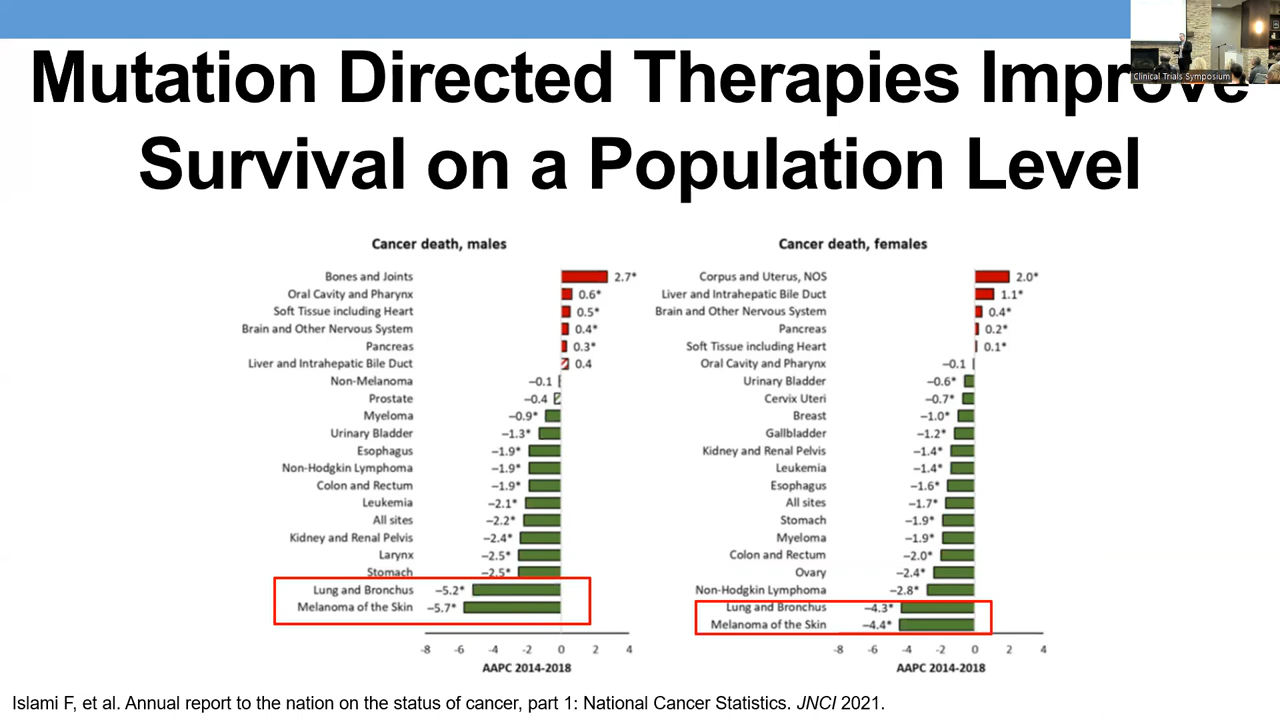 Mutation Directed Therapies Improve
Survival on a Population Level
Clinical Trials Symposium
Cancer death, males
Bones and Joints 2.7*
Oral Cavity and Pharynx 0.6*
Soft Tissue including Heart 0.5*
Brain and Other Nervous System 0.4*
Pancreas 0.3*
Liver and Intrahepatic Bile Duct 0.4
Non-Melanoma –0.1
Prostate –0.4
Myeloma –0.9*
Urinary Bladder –1.3*
Esophagus –1.9*
Non-Hodgkin Lymphoma –1.9*
Colon and Rectum –1.9*
Leukemia –2.1*
All sites –2.2*
Kidney and Renal Pelvis –2.4*
Larynx –2.5*
Stomach –2.5*
Lung and Bronchus –5.2*
Melanoma of the Skin –5.7*
-8 -6 -4 -2 0 2 4
AAPC 2014-2018
Cancer death, females
Corpus and Uterus, NOS 2.0*
Liver and Intrahepatic Bile Duct 1.1*
Brain and Other Nervous System 0.4*
Pancreas 0.2*
Soft Tissue including Heart 0.1*
Oral Cavity and Pharynx –0.1
Urinary Bladder –0.6*
Cervix Uteri –0.7*
Breast –1.0*
Gallbladder –1.2*
Kidney and Renal Pelvis –1.4*
Leukemia –1.4*
Esophagus –1.6*
All sites –1.7*
Stomach –1.9*
Myeloma –1.9*
Colon and Rectum –2.0*
Ovary –2.4*
Non-Hodgkin Lymphoma –2.8*
Lung and Bronchus –4.3*
Melanoma of the Skin –4.4*
-8 -6 -4 -2 0 2 4
AAPC 2014-2018
Islami F, et al. Annual report to the nation on the status of cancer, part 1: National Cancer Statistics. JNCI 2021.